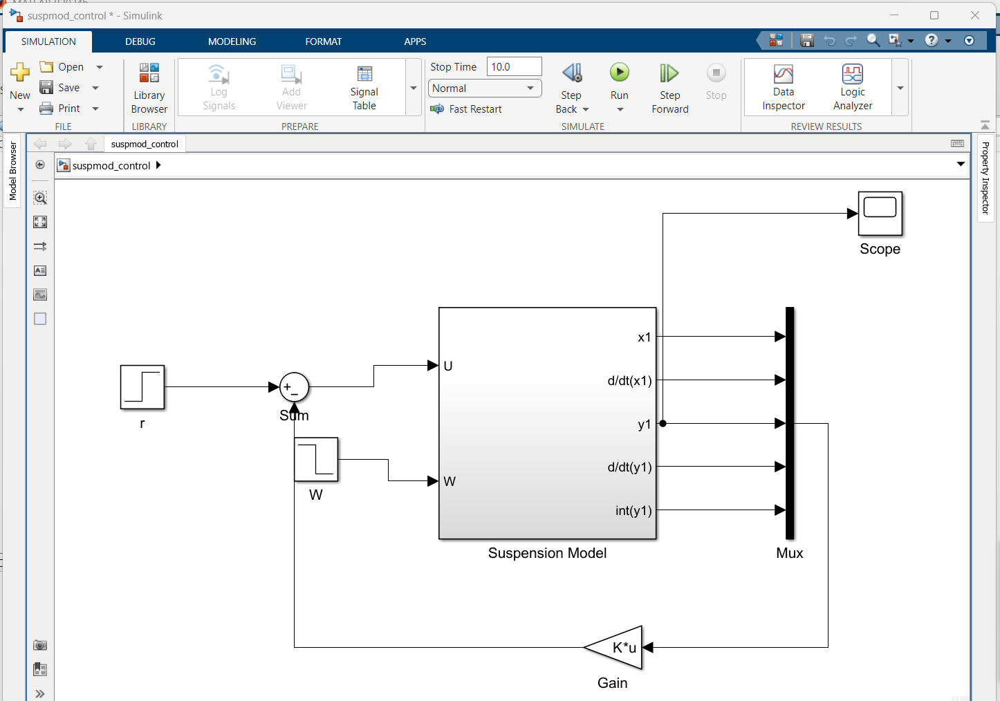 suspmod_control * - Simulink
SIMULATION DEBUG MODELING FORMAT APPS
New
Open
Save
Print
FILE
Library
Browser
LIBRARY
Log
Signals
Add
Viewer
Signal
Table
PREPARE
Stop Time 10.0
Normal
Fast Restart
Step
Back
Run
Step
Forward
Stop
SIMULATE
Data
Inspector
Logic
Analyzer
REVIEW RESULTS
Model Browser
suspmod_control
suspmod_control
Property Inspector
Scope
r
+
−
Sum
W
U
W
x1
d/dt(x1)
y1
d/dt(y1)
int(y1)
Suspension Model
Mux
K*u
Gain